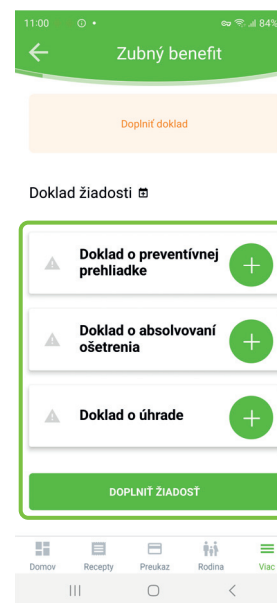 11:00 84%
Zubný benefit
Doplniť doklad
Doklad žiadosti
Doklad o preventívnej
prehliadke
Doklad o absolvovaní
ošetrenia
Doklad o úhrade
DOPLNIŤ ŽIADOSŤ
Domov Recepty Preukaz Rodina Viac